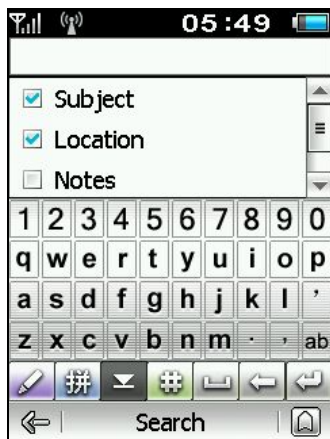 05:49
Subject
Location
Notes
1 2 3 4 5 6 7 8 9 0
q w e r t y u i o p
a s d f g h j k l '
z x c v b n m . , ab
拼 #
Search